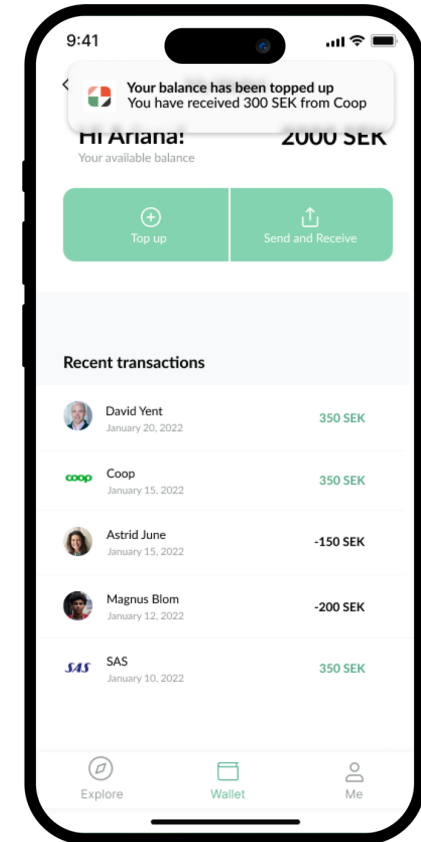 9:41
Your balance has been topped up
You have received 300 SEK from Coop
Hi Ariana!
2000 SEK
Your available balance
Top up
Send and Receive
Recent transactions
David Yent
January 20, 2022
350 SEK
coop
Coop
January 15, 2022
350 SEK
Astrid June
January 15, 2022
-150 SEK
Magnus Blom
January 12, 2022
-200 SEK
SAS
SAS
January 10, 2022
350 SEK
Explore
Wallet
Me